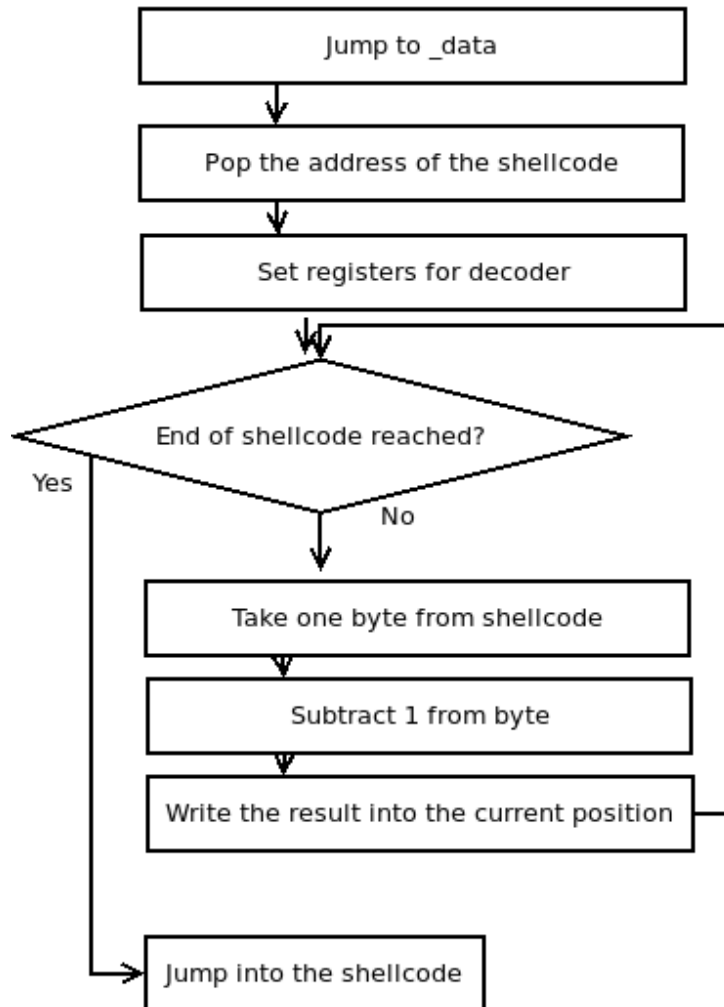 Jump to _data
Pop the address of the shellcode
Set registers for decoder
End of shellcode reached?
Yes
No
Take one byte from shellcode
Subtract 1 from byte
Write the result into the current position
Jump into the shellcode